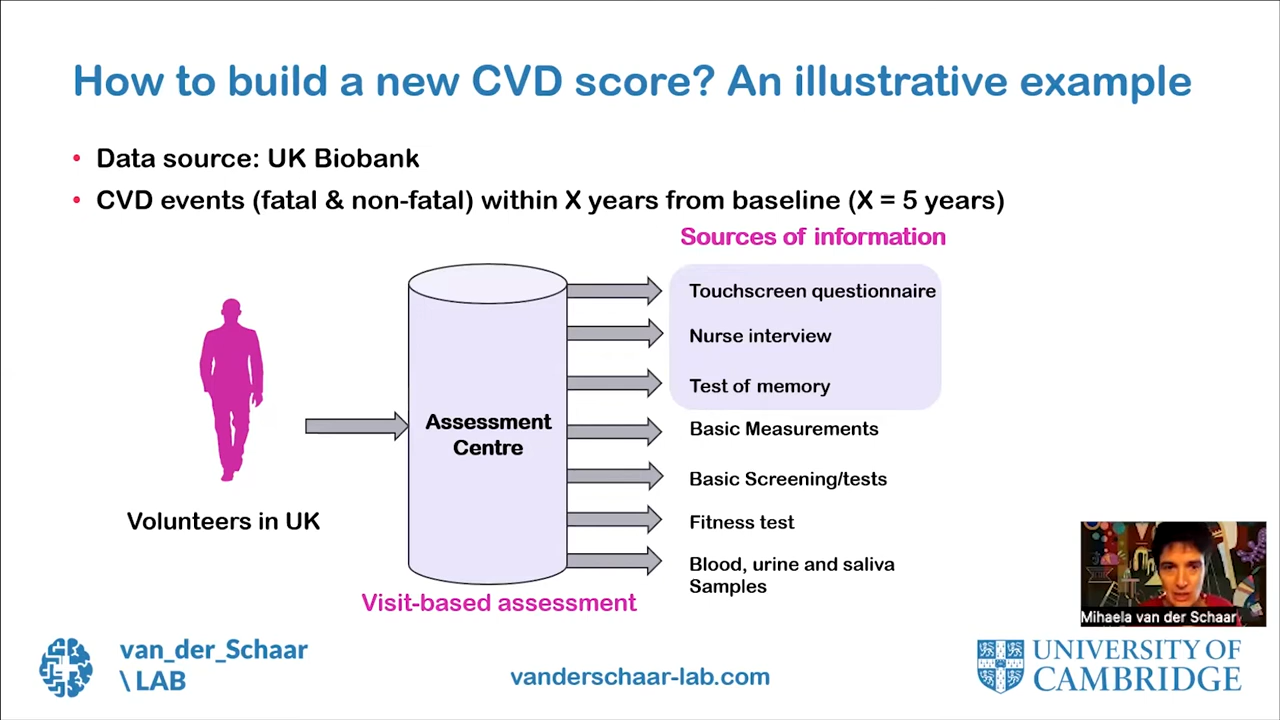 How to build a new CVD score? An illustrative example
• Data source: UK Biobank
• CVD events (fatal & non-fatal) within X years from baseline (X = 5 years)
Sources of information
Touchscreen questionnaire
Nurse interview
Test of memory
Assessment
Centre
Basic Measurements
Basic Screening/tests
Fitness test
Blood, urine and saliva
Samples
Volunteers in UK
Visit-based assessment
Mihaela van der Schaar
van_der_Schaar
\ LAB
vanderschaar-lab.com
UNIVERSITY OF
CAMBRIDGE